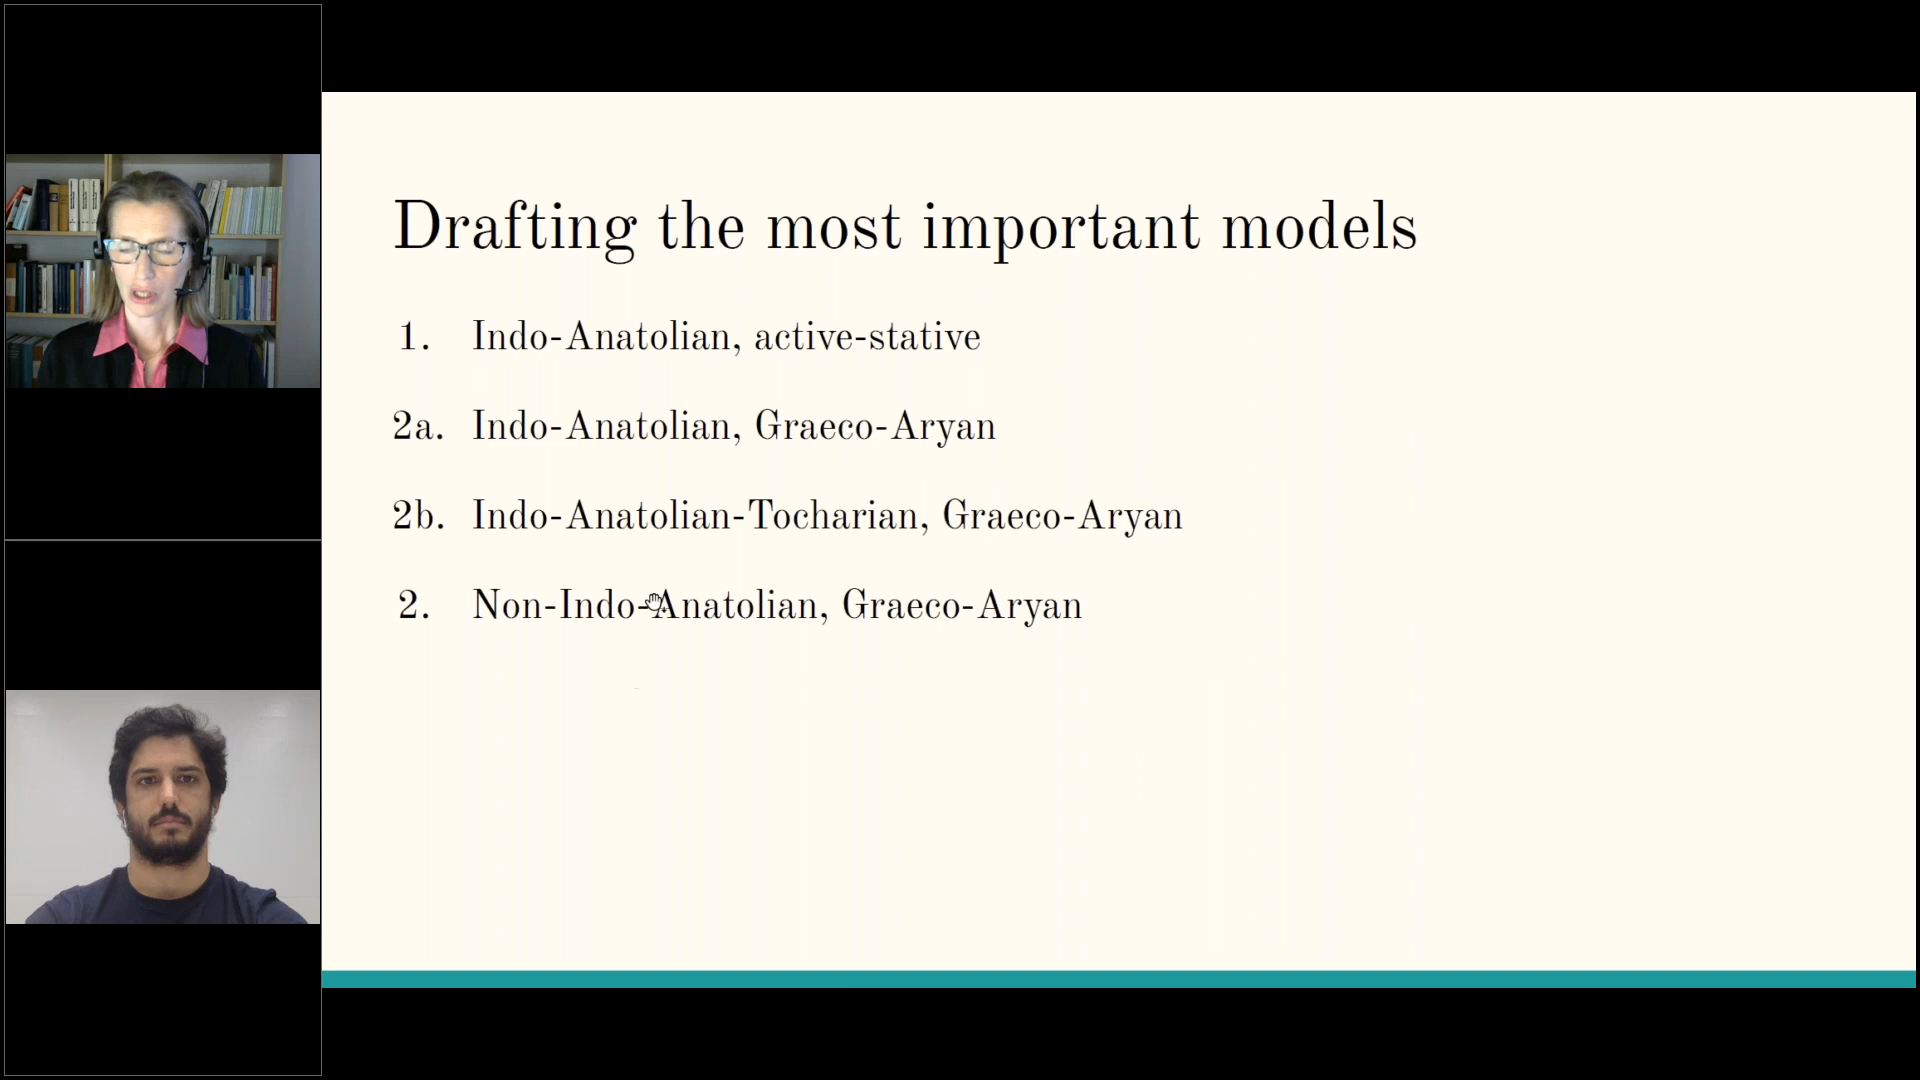 Drafting the most important models
1. Indo-Anatolian, active-stative
2a. Indo-Anatolian, Graeco-Aryan
2b. Indo-Anatolian-Tocharian, Graeco-Aryan
2. Non-Indo-Anatolian, Graeco-Aryan